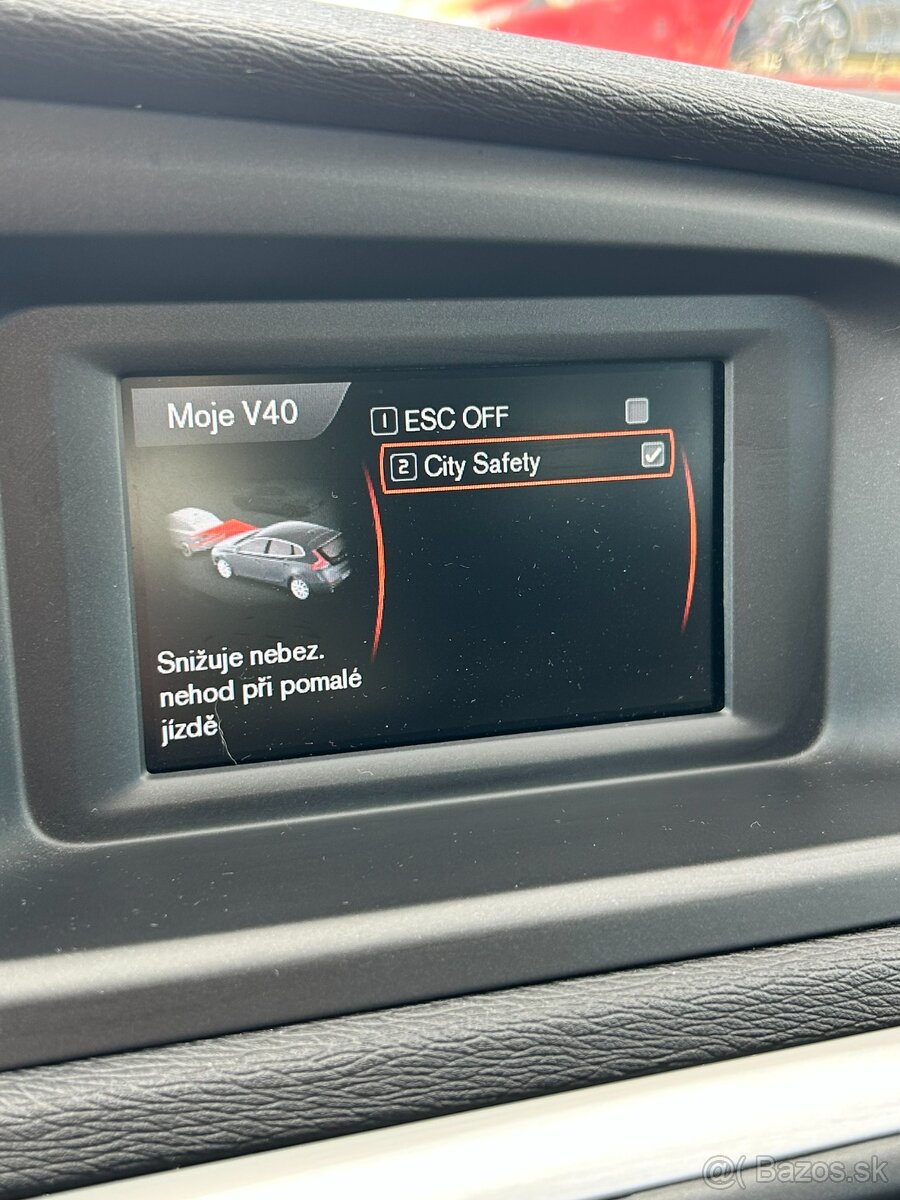 Moje V40
1 ESC OFF
2 City Safety
Snižuje nebez.
nehod při pomalé
jízdě
@( Bazos.sk